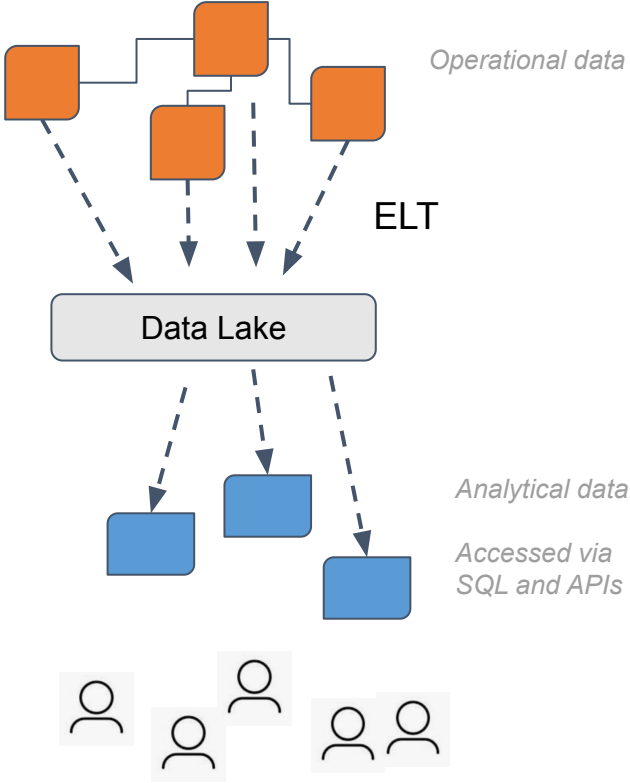 Operational data
ELT
Data Lake
Analytical data
Accessed via
SQL and APIs